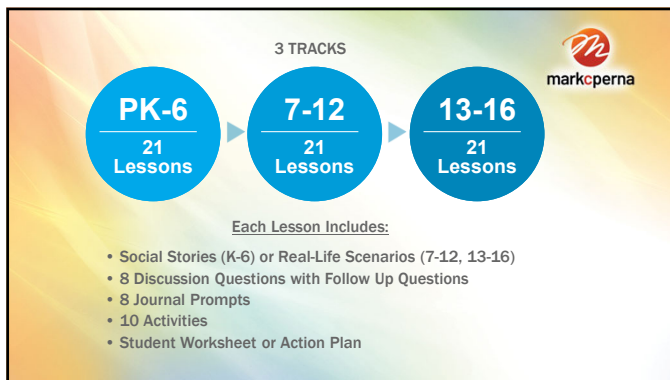 3 TRACKS
markcperna
PK-6
21
Lessons
7-12
21
Lessons
13-16
21
Lessons
Each Lesson Includes:
• Social Stories (K-6) or Real-Life Scenarios (7-12, 13-16)
• 8 Discussion Questions with Follow Up Questions
• 8 Journal Prompts
• 10 Activities
• Student Worksheet or Action Plan